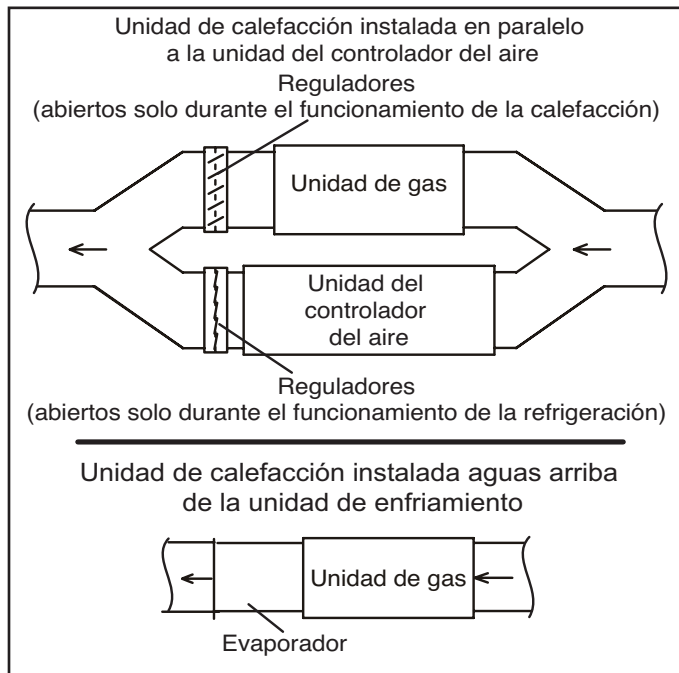 Unidad de calefacción instalada en paralelo
a la unidad del controlador del aire
Reguladores
(abiertos solo durante el funcionamiento de la calefacción)
Unidad de gas
Unidad del
controlador
del aire
Reguladores
(abiertos solo durante el funcionamiento de la refrigeración)
Unidad de calefacción instalada aguas arriba
de la unidad de enfriamiento
Unidad de gas
Evaporador